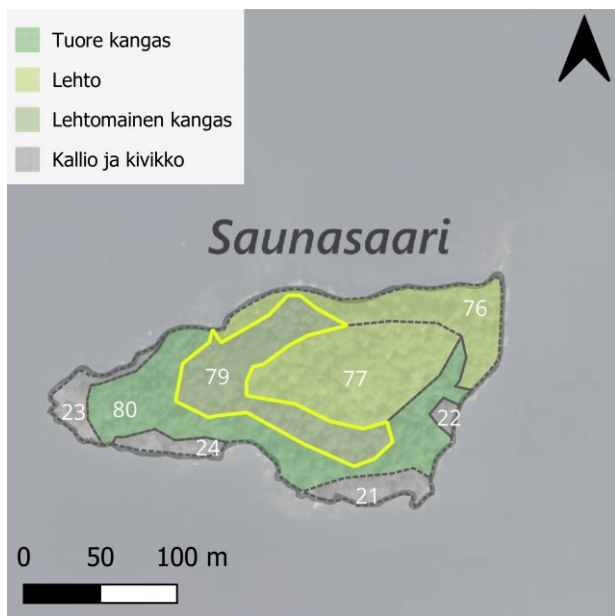 Tuore kangas
Lehto
Lehtomainen kangas
Kallio ja kivikko
Saunasaari
76
79
77
23
80
22
24
21
0 50 100 m